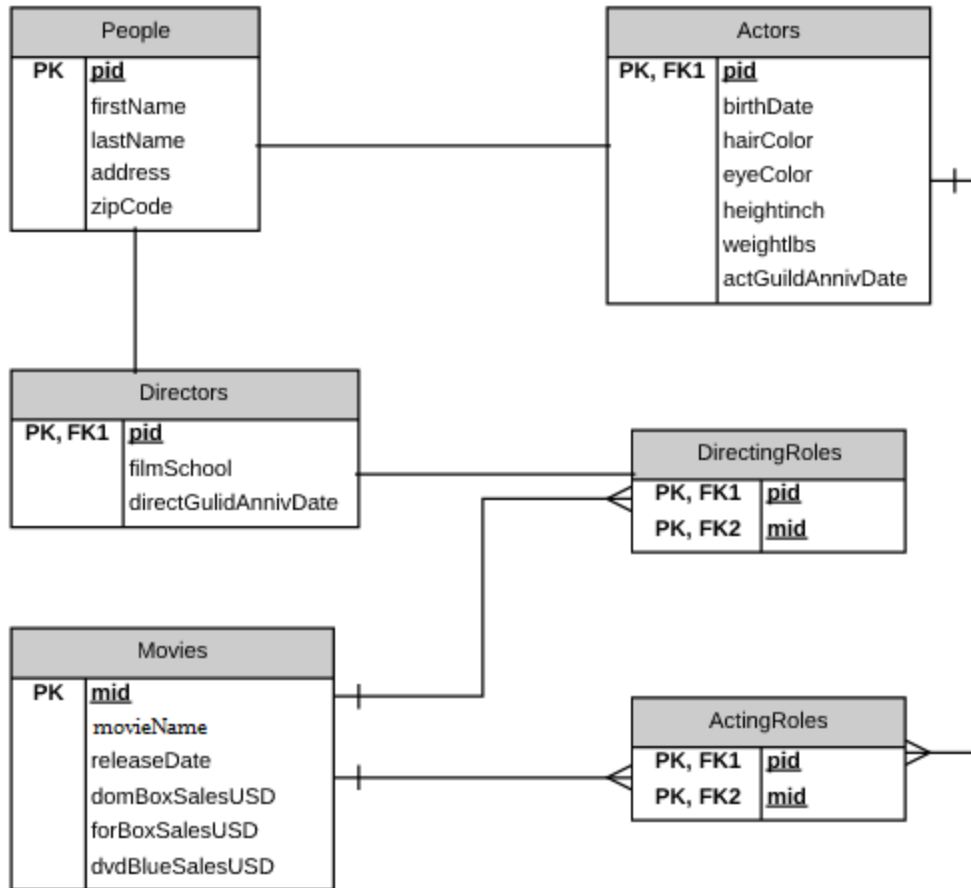 People
PK pid
firstName
lastName
address
zipCode
Actors
PK, FK1 pid
birthDate
hairColor
eyeColor
heightinch
weightlbs
actGuildAnnivDate
Directors
PK, FK1 pid
filmSchool
directGulidAnnivDate
DirectingRoles
PK, FK1 pid
PK, FK2 mid
Movies
PK mid
movieName
releaseDate
domBoxSalesUSD
forBoxSalesUSD
dvdBlueSalesUSD
ActingRoles
PK, FK1 pid
PK, FK2 mid